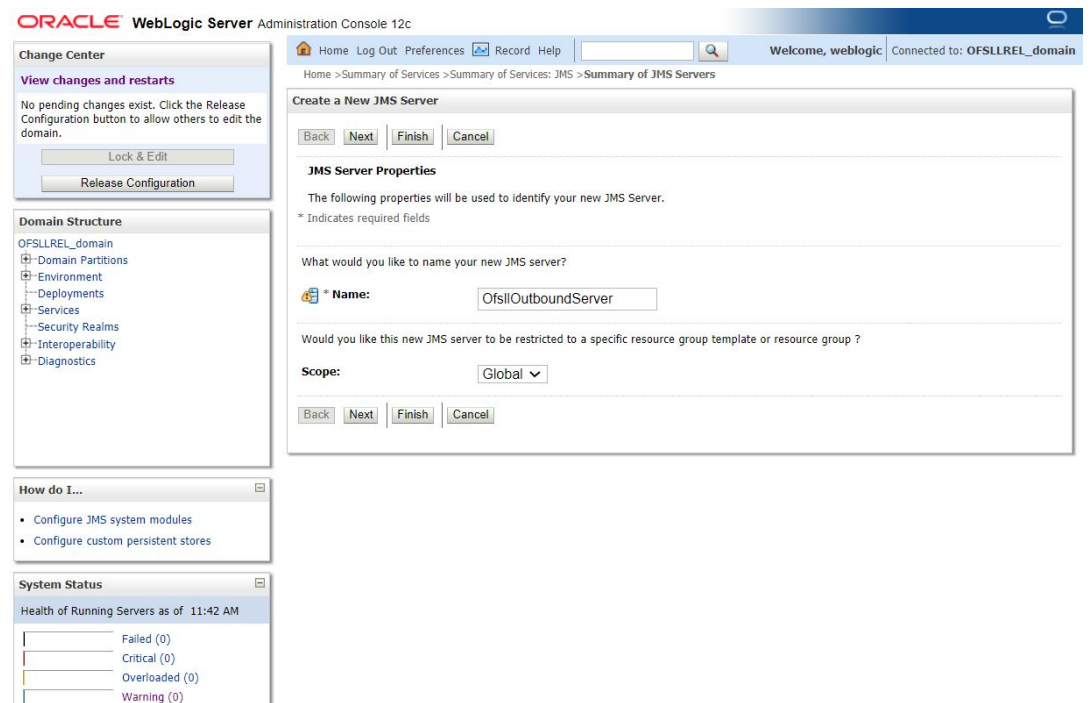 ORACLE WebLogic Server Administration Console 12c
Change Center
View changes and restarts
No pending changes exist. Click the Release
Configuration button to allow others to edit the
domain.
Lock & Edit
Release Configuration
Domain Structure
OFSLLREL_domain
Domain Partitions
Environment
Deployments
Services
Security Realms
Interoperability
Diagnostics
How do I...
Configure JMS system modules
Configure custom persistent stores
System Status
Health of Running Servers as of 11:42 AM
Failed (0)
Critical (0)
Overloaded (0)
Warning (0)
Home Log Out Preferences Record Help
Welcome, weblogic Connected to: OFSLLREL_domain
Home >Summary of Services >Summary of Services: JMS >Summary of JMS Servers
Create a New JMS Server
Back Next Finish Cancel
JMS Server Properties
The following properties will be used to identify your new JMS Server.
* Indicates required fields
What would you like to name your new JMS server?
* Name: OfsllOutboundServer
Would you like this new JMS server to be restricted to a specific resource group template or resource group ?
Scope: Global
Back Next Finish Cancel